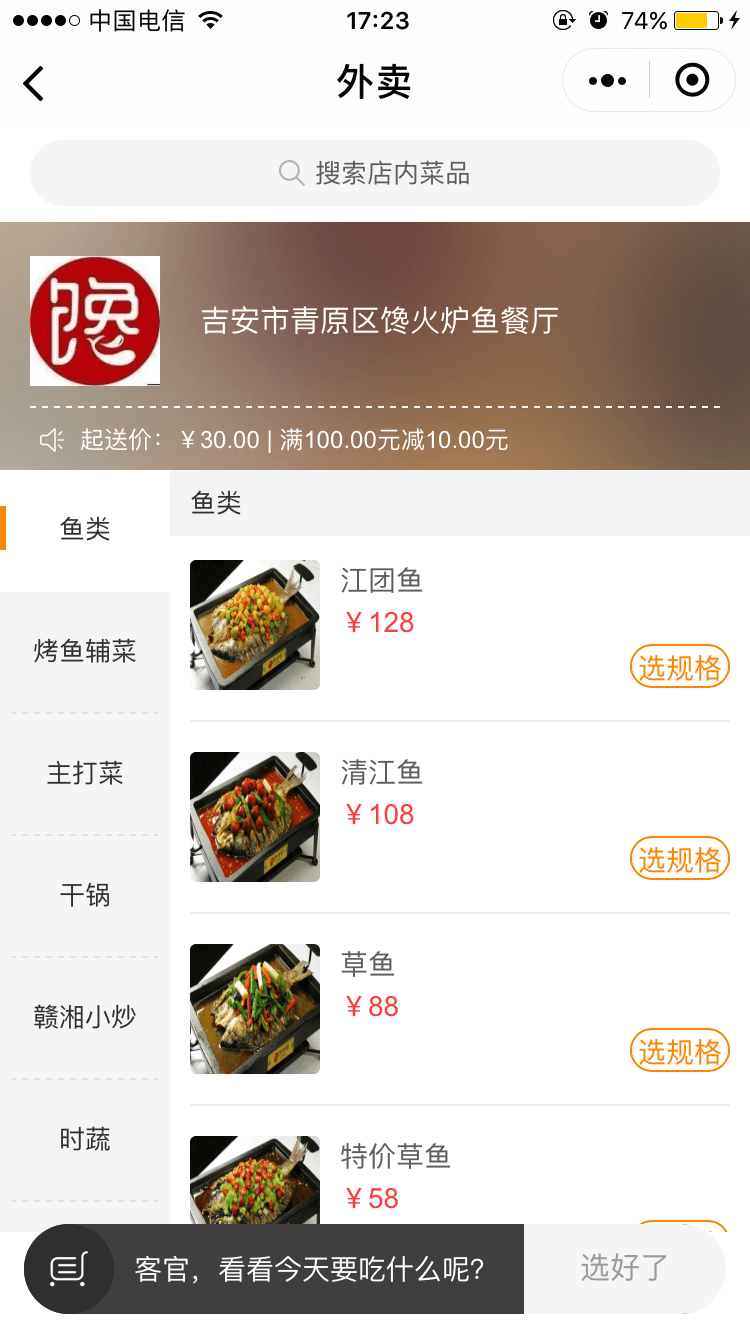 中国电信 17:23 74%
外卖
搜索店内菜品
馋
吉安市青原区馋火炉鱼餐厅
起送价：￥30.00 | 满100.00元减10.00元
鱼类
烤鱼辅菜
主打菜
干锅
赣湘小炒
时蔬
鱼类
江团鱼
￥128
选规格
清江鱼
￥108
选规格
草鱼
￥88
选规格
特价草鱼
￥58
客官，看看今天要吃什么呢？
选好了